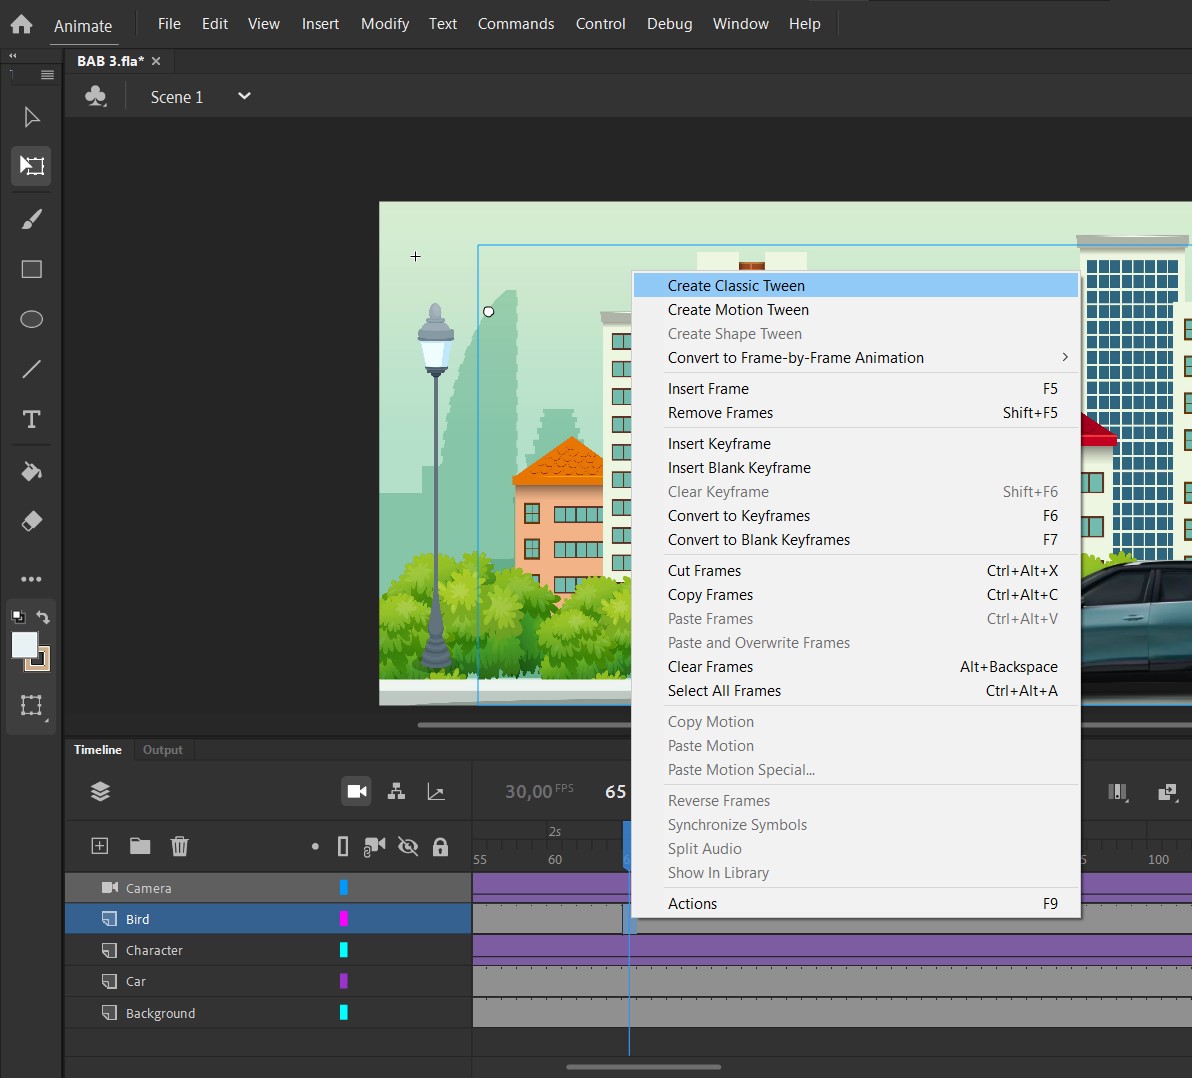 Animate File Edit View Insert Modify Text Commands Control Debug Window Help
BAB 3.fla* ×
Scene 1
Create Classic Tween
Create Motion Tween
Create Shape Tween
Convert to Frame-by-Frame Animation
Insert Frame F5
Remove Frames Shift+F5
Insert Keyframe
Insert Blank Keyframe
Clear Keyframe Shift+F6
Convert to Keyframes F6
Convert to Blank Keyframes F7
Cut Frames Ctrl+Alt+X
Copy Frames Ctrl+Alt+C
Paste Frames Ctrl+Alt+V
Paste and Overwrite Frames
Clear Frames Alt+Backspace
Select All Frames Ctrl+Alt+A
Copy Motion
Paste Motion
Paste Motion Special...
Reverse Frames
Synchronize Symbols
Split Audio
Show In Library
Actions F9
Timeline Output
30,00 FPS 65
2s
55 60 100
Camera
Bird
Character
Car
Background